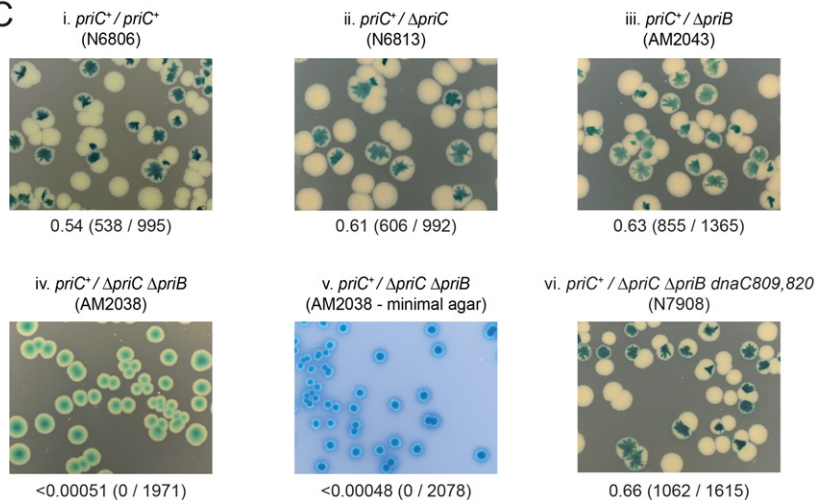 C
i. priC⁺ / priC⁺
(N6806)
ii. priC⁺ / ΔpriC
(N6813)
iii. priC⁺ / ΔpriB
(AM2043)
0.54 (538 / 995)
0.61 (606 / 992)
0.63 (855 / 1365)
iv. priC⁺ / ΔpriC ΔpriB
(AM2038)
v. priC⁺ / ΔpriC ΔpriB
(AM2038 - minimal agar)
vi. priC⁺ / ΔpriC ΔpriB dnaC809,820
(N7908)
<0.00051 (0 / 1971)
<0.00048 (0 / 2078)
0.66 (1062 / 1615)